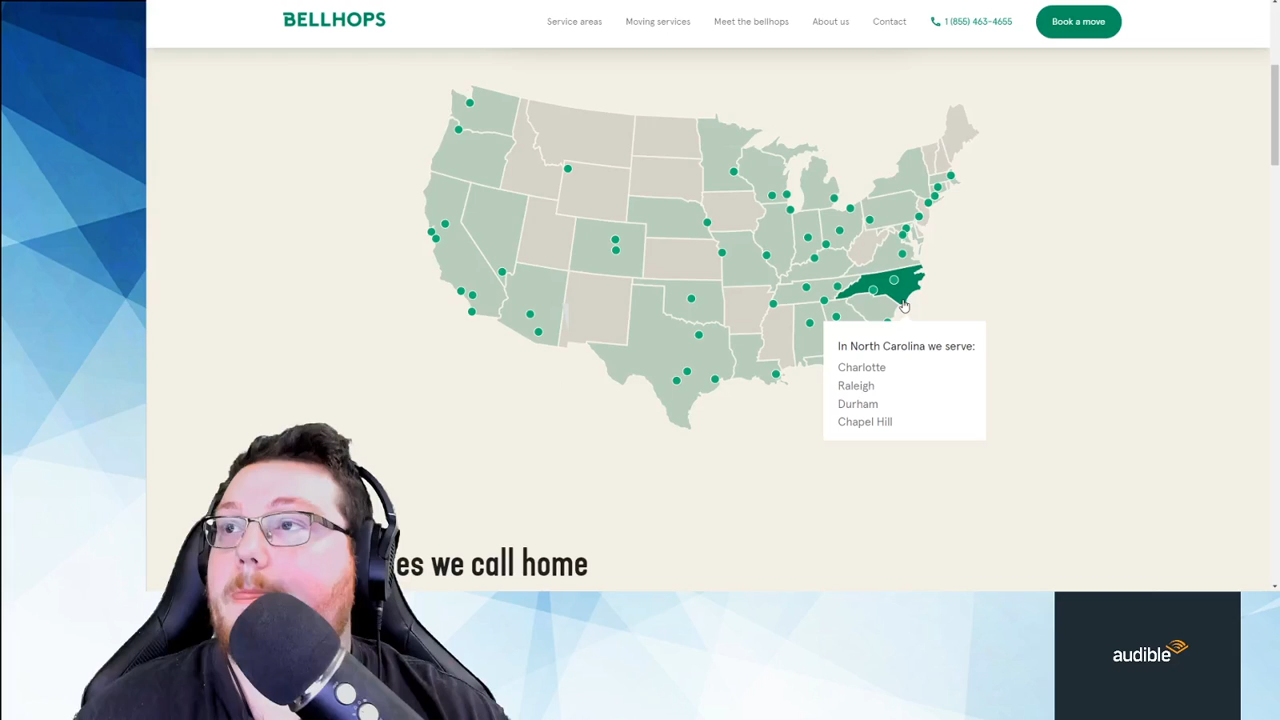 BELLHOPS
Service areas
Moving services
Meet the bellhops
About us
Contact
1 (855) 463-4655
Book a move
In North Carolina we serve:
Charlotte
Raleigh
Durham
Chapel Hill
es we call home
audible